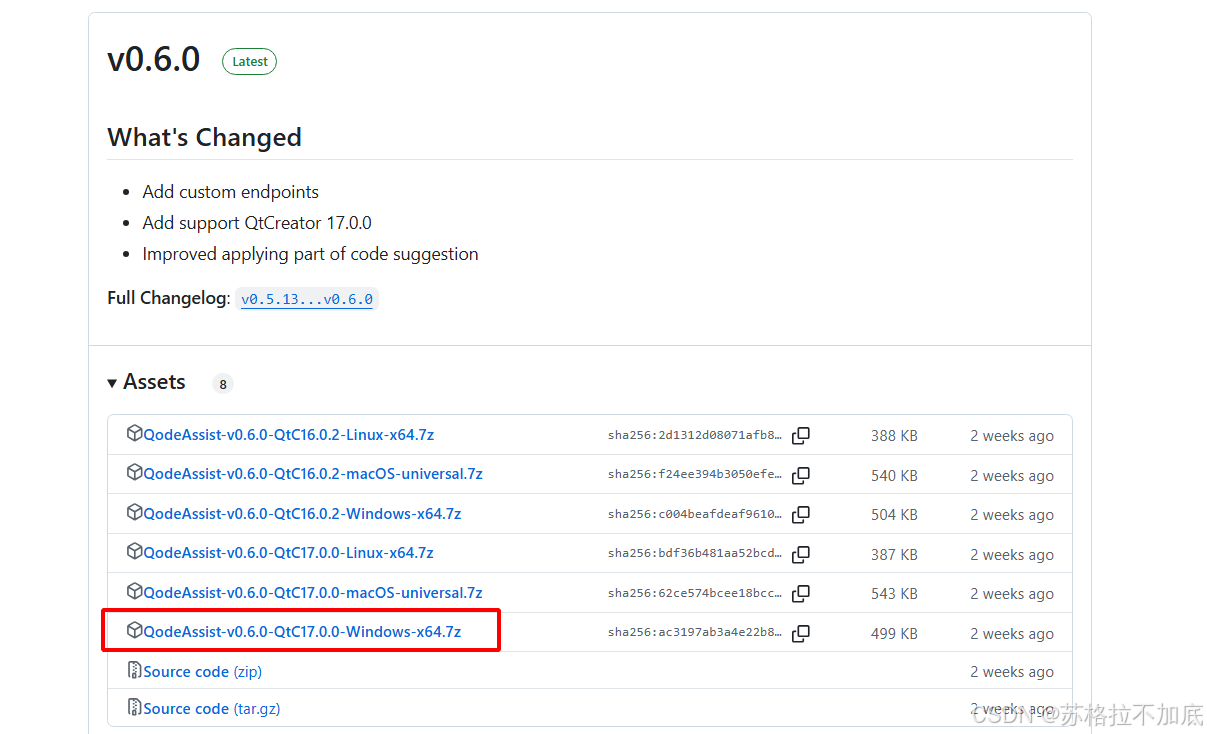 v0.6.0 Latest
What's Changed
Add custom endpoints
Add support QtCreator 17.0.0
Improved applying part of code suggestion
Full Changelog: v0.5.13...v0.6.0
Assets 8
QodeAssist-v0.6.0-QtC16.0.2-Linux-x64.7z sha256:2d1312d08071afb8… 388 KB 2 weeks ago
QodeAssist-v0.6.0-QtC16.0.2-macOS-universal.7z sha256:f24ee394b3050efe… 540 KB 2 weeks ago
QodeAssist-v0.6.0-QtC16.0.2-Windows-x64.7z sha256:c004beafdeaf9610… 504 KB 2 weeks ago
QodeAssist-v0.6.0-QtC17.0.0-Linux-x64.7z sha256:bdf36b481aa52bcd… 387 KB 2 weeks ago
QodeAssist-v0.6.0-QtC17.0.0-macOS-universal.7z sha256:62ce574bcee18bcc… 543 KB 2 weeks ago
QodeAssist-v0.6.0-QtC17.0.0-Windows-x64.7z sha256:ac3197ab3a4e22b8… 499 KB 2 weeks ago
Source code (zip) 2 weeks ago
Source code (tar.gz) 2 weeks ago
CSDN @苏格拉不加底